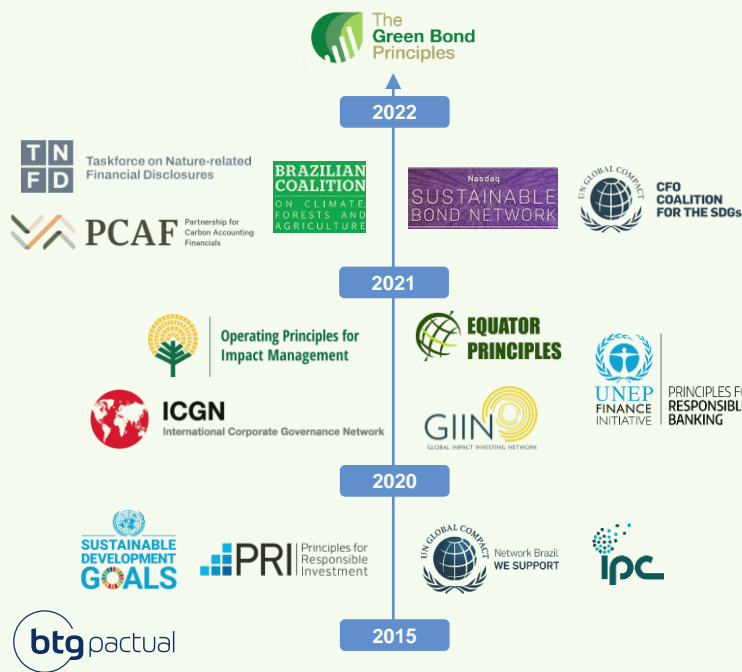 The
Green Bond
Principles
2022
TN
FD
Taskforce on Nature-related
Financial Disclosures
BRAZILIAN
COALITION
ON CLIMATE,
FORESTS AND
AGRICULTURE
Nasdaq
SUSTAINABLE
BOND NETWORK
UN GLOBAL COMPACT
CFO
COALITION
FOR THE SDGs
PCAF
Partnership for
Carbon Accounting
Financials
2021
Operating Principles for
Impact Management
EQUATOR
PRINCIPLES
ICGN
International Corporate Governance Network
GIIN
GLOBAL IMPACT INVESTING NETWORK
UNEP
FINANCE
INITIATIVE
PRINCIPLES FO
RESPONSIBLE
BANKING
2020
SUSTAINABLE
DEVELOPMENT
GOALS
PRI
Principles for
Responsible
Investment
UN GLOBAL COMPACT
Network Brazil
WE SUPPORT
ipc
2015
btg pactual